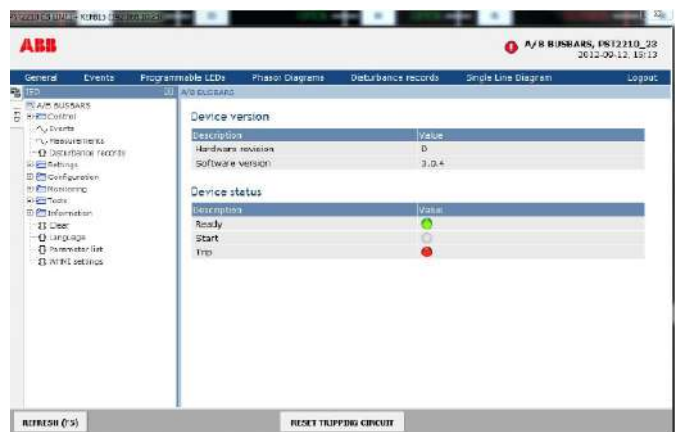 ABB
A/B BUSBARS, PST2210_23
2012-09-12, 15:13
General Events Programmable LEDs Phasor Diagrams Disturbance records Single Line Diagram Logout
IED
A/B BUSBARS
A/B BUSBARS
Control
Events
Measurements
Disturbance records
Settings
Configuration
Monitoring
Tests
Information
Clear
Language
Parameter list
WHMI settings
Device version
Description Value
Hardware revision D
Software version 3.0.4
Device status
Description Value
Ready
Start
Trip
REFRESH (F5)
RESET TRIPPING CIRCUIT